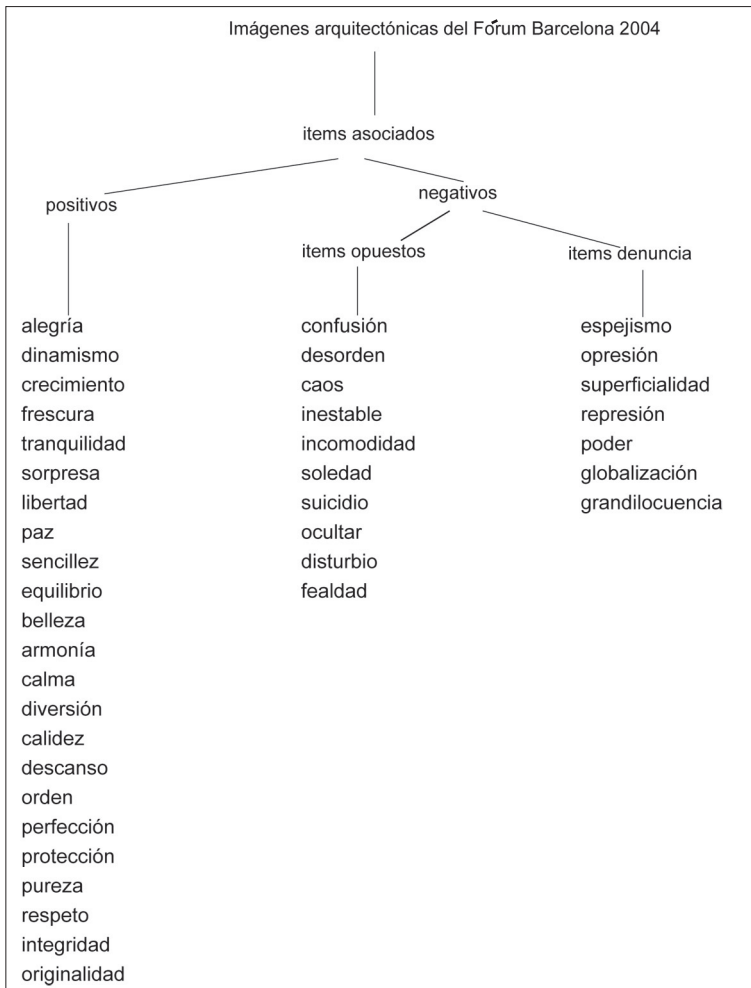 Imágenes arquitectónicas del Fórum Barcelona 2004
items asociados
positivos
negativos
items opuestos
items denuncia
alegría
dinamismo
crecimiento
frescura
tranquilidad
sorpresa
libertad
paz
sencillez
equilibrio
belleza
armonía
calma
diversión
calidez
descanso
orden
perfección
protección
pureza
respeto
integridad
originalidad
confusión
desorden
caos
inestable
incomodidad
soledad
suicidio
ocultar
disturbio
fealdad
espejismo
opresión
superficialidad
represión
poder
globalización
grandilocuencia